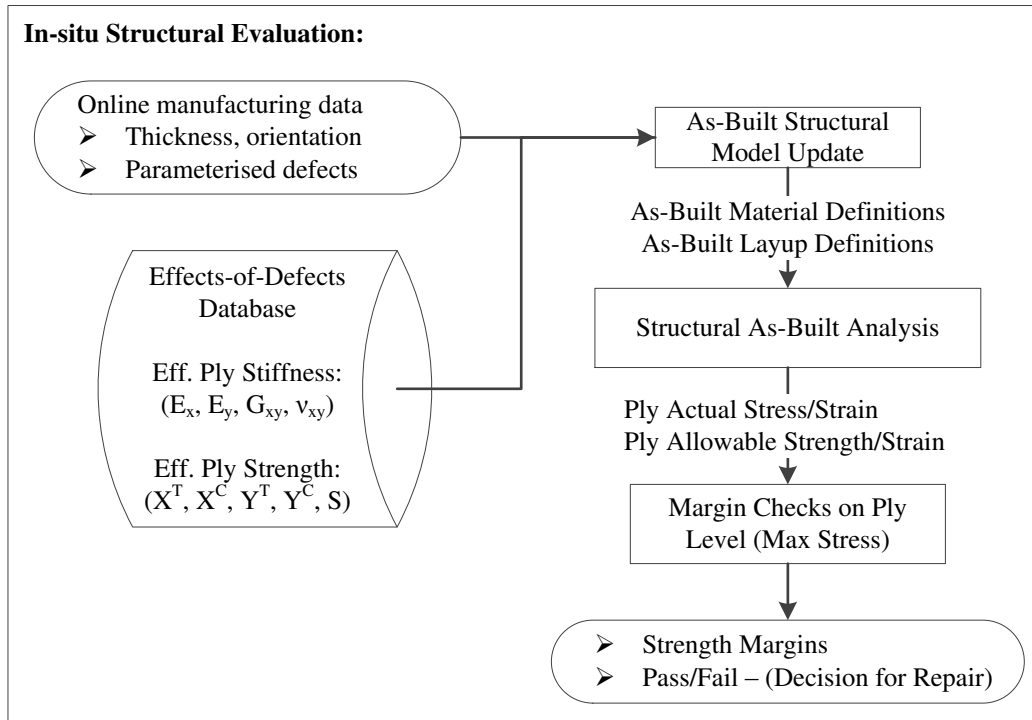 In-situ Structural Evaluation:
Online manufacturing data
➢ Thickness, orientation
➢ Parameterised defects
Effects-of-Defects
Database
Eff. Ply Stiffness:
(Eₓ, Eᵧ, Gₓᵧ, νₓᵧ)
Eff. Ply Strength:
(Xᵀ, Xᶜ, Yᵀ, Yᶜ, S)
As-Built Structural
Model Update
As-Built Material Definitions
As-Built Layup Definitions
Structural As-Built Analysis
Ply Actual Stress/Strain
Ply Allowable Strength/Strain
Margin Checks on Ply
Level (Max Stress)
➢ Strength Margins
➢ Pass/Fail – (Decision for Repair)